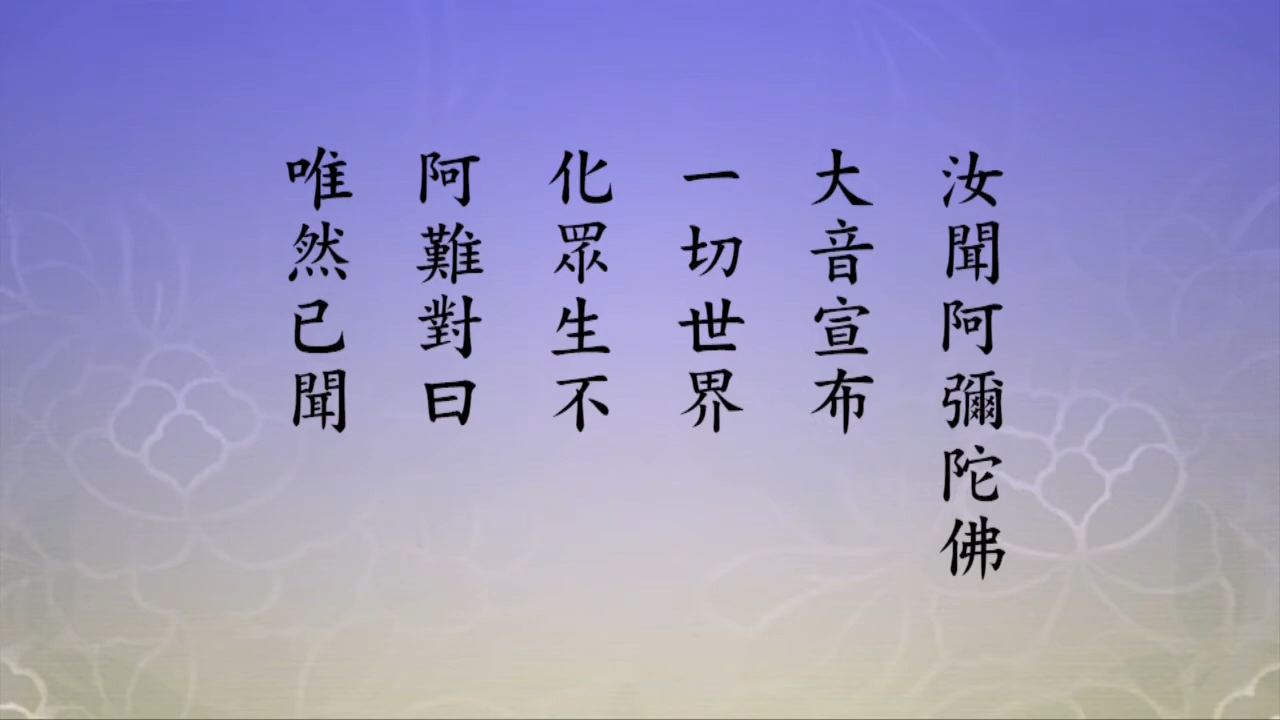 汝聞阿彌陀佛
大音宣布
一切世界
化眾生不
阿難對曰
唯然已聞